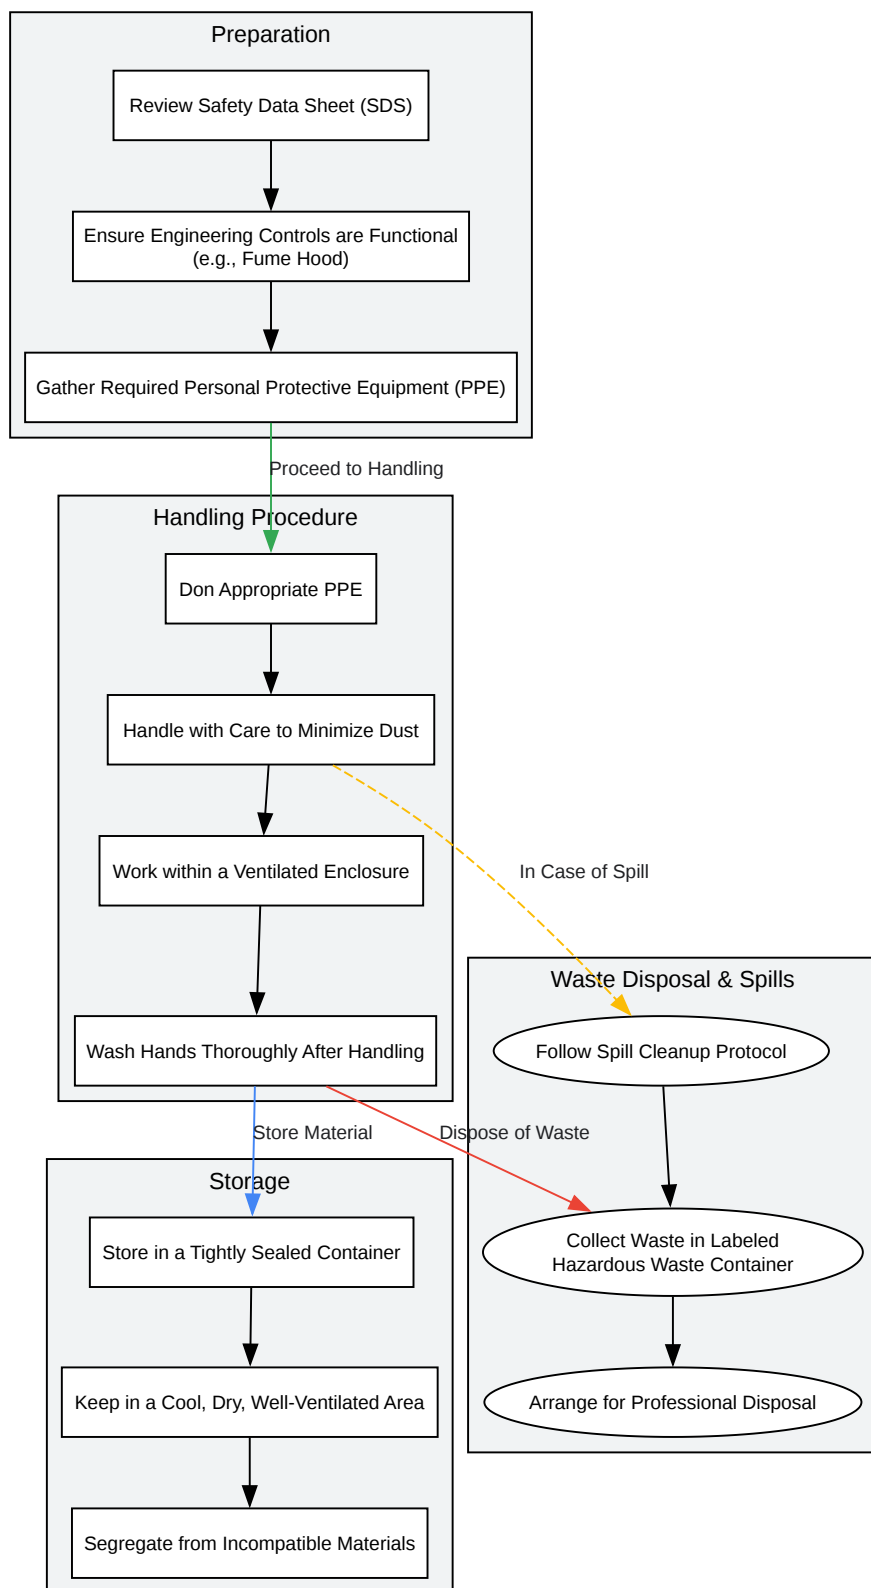 Preparation
Review Safety Data Sheet (SDS)
Ensure Engineering Controls are Functional
(e.g., Fume Hood)
Gather Required Personal Protective Equipment (PPE)
Proceed to Handling
Handling Procedure
Don Appropriate PPE
Handle with Care to Minimize Dust
Work within a Ventilated Enclosure
In Case of Spill
Wash Hands Thoroughly After Handling
Waste Disposal & Spills
Follow Spill Cleanup Protocol
Store Material
Dispose of Waste
Storage
Store in a Tightly Sealed Container
Collect Waste in Labeled
Hazardous Waste Container
Keep in a Cool, Dry, Well-Ventilated Area
Arrange for Professional Disposal
Segregate from Incompatible Materials